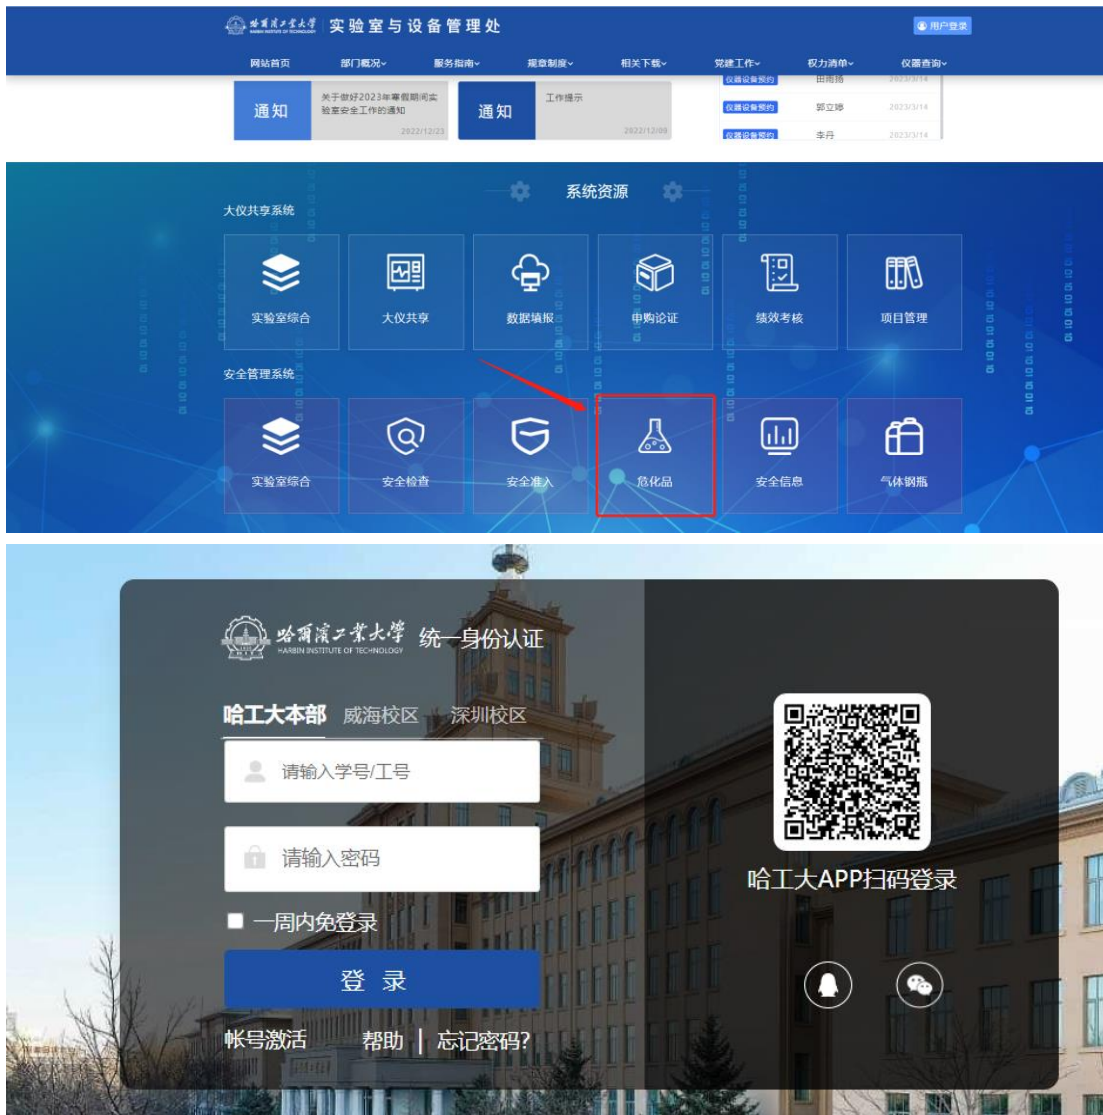 哈爾濱工業大學 实验室与设备管理处
HARBIN INSTITUTE OF TECHNOLOGY
用户登录
网站首页 部门概况 服务指南 规章制度 相关下载 党建工作 权力清单 仪器查询
通知
关于做好2023年寒假期间实
验室安全工作的通知
2022/12/23
通知
工作提示
2022/12/09
仪器设备预约 田雨扬 2023/3/14
仪器设备预约 郭立婷 2023/3/14
仪器设备预约 李丹 2023/3/14
系统资源
大仪共享系统
实验室综合 大仪共享 数据填报 申购论证 绩效考核 项目管理
安全管理系统
实验室综合 安全检查 安全准入 危化品 安全信息 气体钢瓶
哈爾濱工業大學 统一身份认证
HARBIN INSTITUTE OF TECHNOLOGY
哈工大本部 威海校区 深圳校区
请输入学号/工号
请输入密码
一周内免登录
登 录
帐号激活 帮助 | 忘记密码?
哈工大APP扫码登录